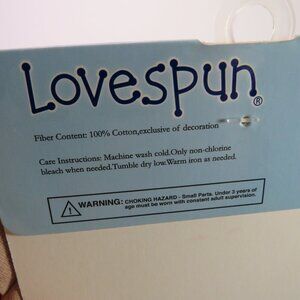 Lovespun®
Fiber Content: 100% Cotton,exclusive of decoration
Care Instructions: Machine wash cold.Only non-chlorine
bleach when needed.Tumble dry low.Warm iron as needed.
WARNING: CHOKING HAZARD - Small Parts. Under 3 years of
age must be worn with constant adult supervision.